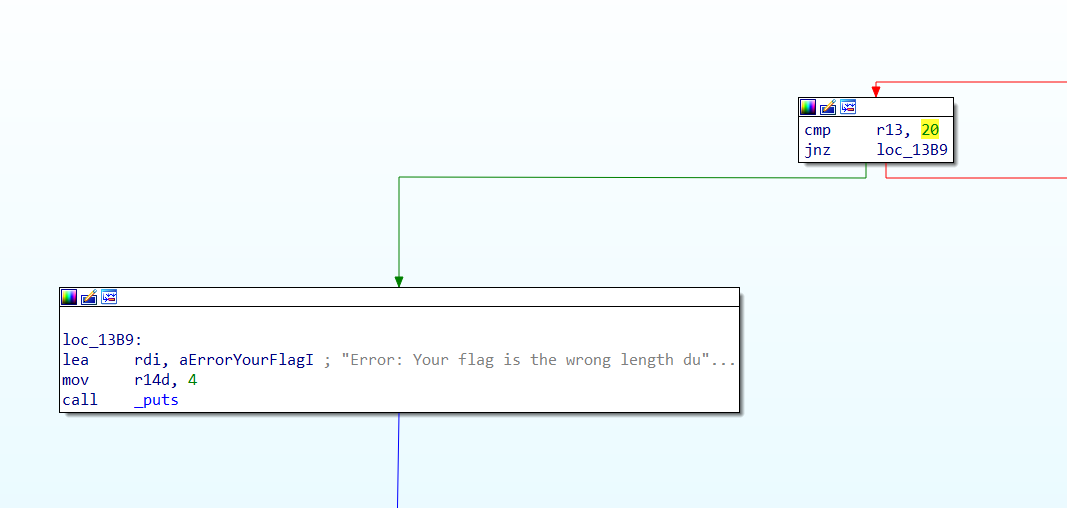 cmp r13, 20
jnz loc_13B9
loc_13B9:
lea rdi, aErrorYourFlagI ; "Error: Your flag is the wrong length du"...
mov r14d, 4
call _puts